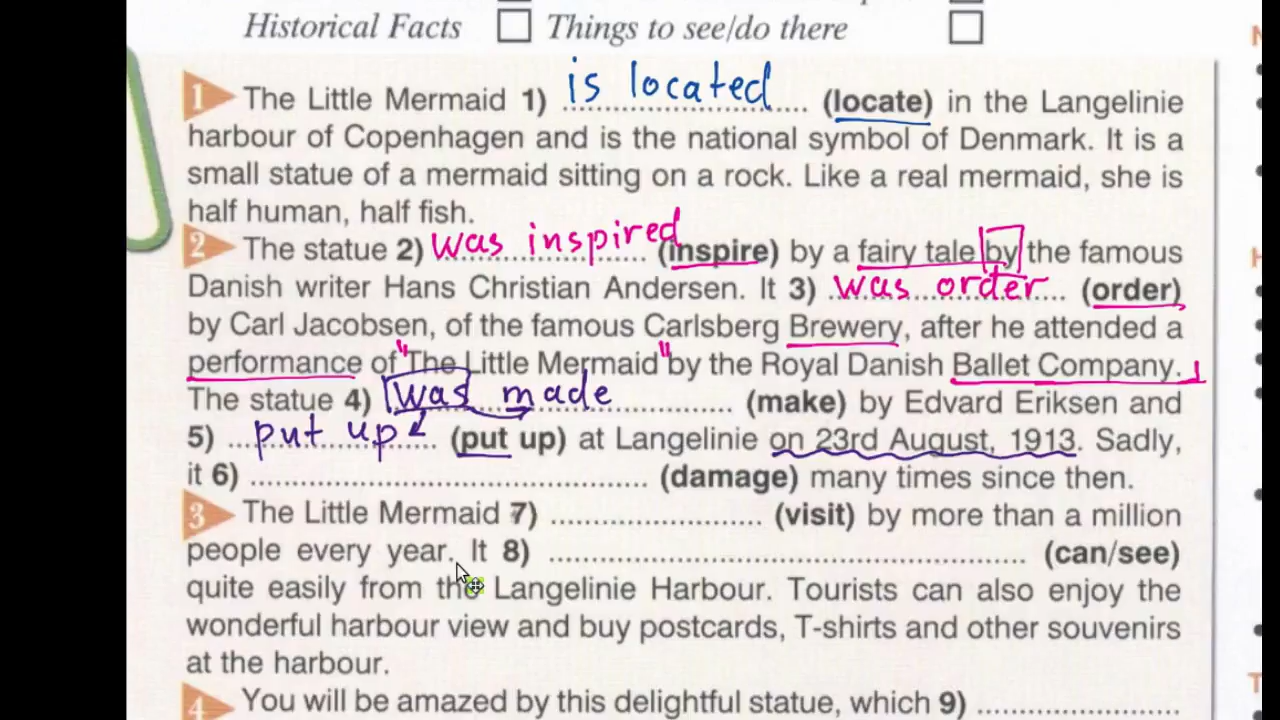 Historical Facts Things to see/do there
1 The Little Mermaid 1) is located (locate) in the Langelinie
harbour of Copenhagen and is the national symbol of Denmark. It is a
small statue of a mermaid sitting on a rock. Like a real mermaid, she is
half human, half fish.
2 The statue 2) was inspired (inspire) by a fairy tale by the famous
Danish writer Hans Christian Andersen. It 3) was order (order)
by Carl Jacobsen, of the famous Carlsberg Brewery, after he attended a
performance of "The Little Mermaid" by the Royal Danish Ballet Company.
The statue 4) was made (make) by Edvard Eriksen and
5) put up (put up) at Langelinie on 23rd August, 1913. Sadly,
it 6) ........ (damage) many times since then.
3 The Little Mermaid 7) ........ (visit) by more than a million
people every year. It 8) ........ (can/see)
quite easily from the Langelinie Harbour. Tourists can also enjoy the
wonderful harbour view and buy postcards, T-shirts and other souvenirs
at the harbour.
4 You will be amazed by this delightful statue, which 9) ........